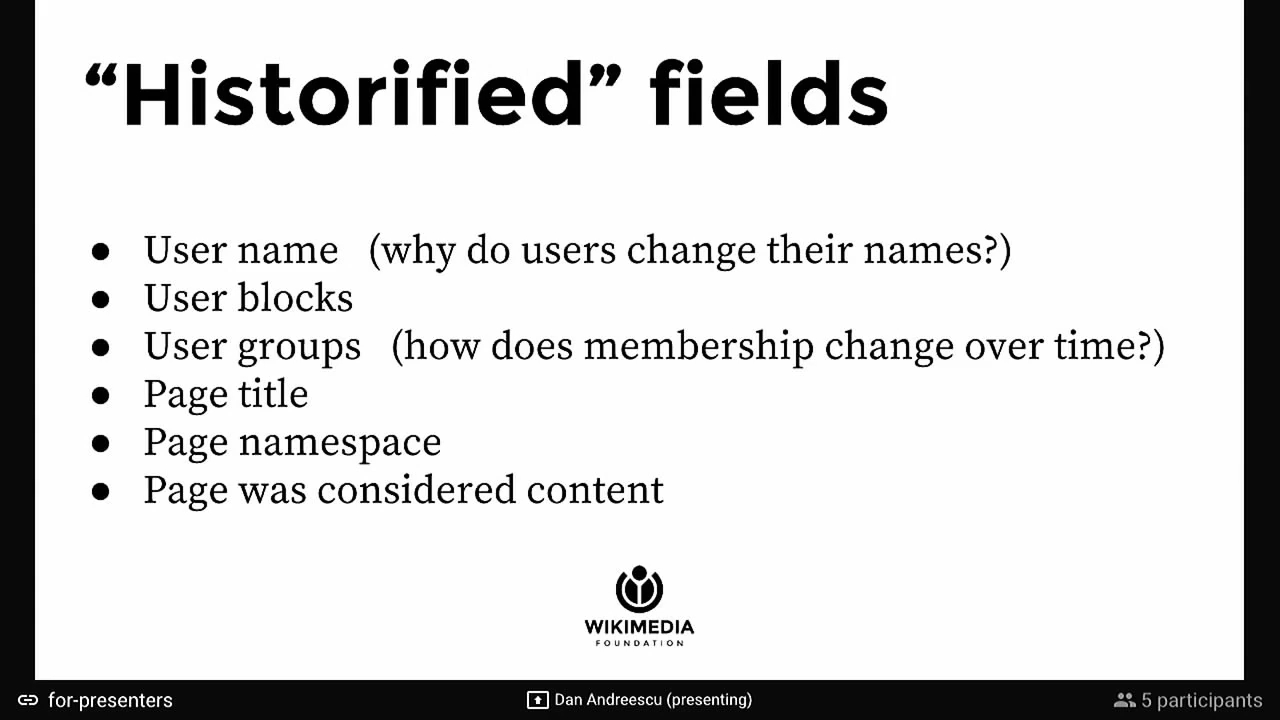 “Historified” fields
● User name (why do users change their names?)
● User blocks
● User groups (how does membership change over time?)
● Page title
● Page namespace
● Page was considered content
WIKIMEDIA
FOUNDATION
for-presenters
Dan Andreescu (presenting)
5 participants